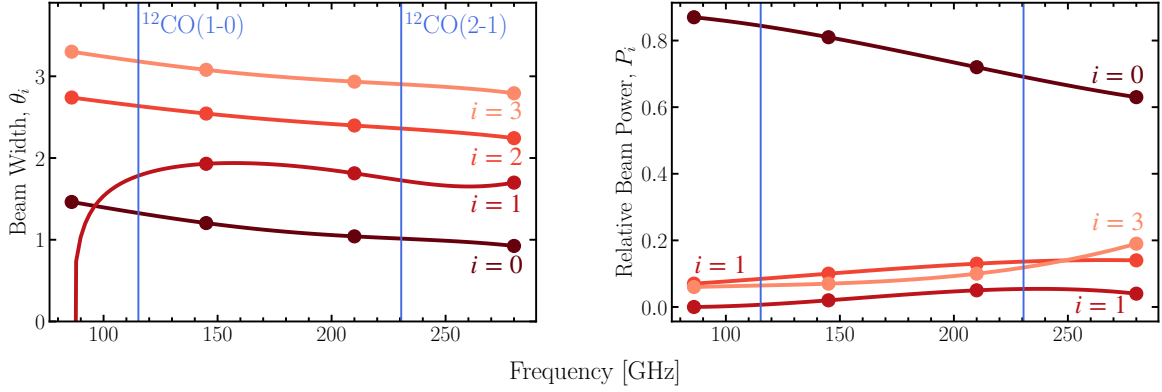 ¹²CO(1-0)
¹²CO(2-1)
Beam Width, θᵢ
3
2
1
0
i = 3
i = 2
i = 1
i = 0
100
150
200
250
Relative Beam Power, Pᵢ
0.8
0.6
0.4
0.2
0.0
i = 0
i = 3
i = 1
i = 1
100
150
200
250
Frequency [GHz]